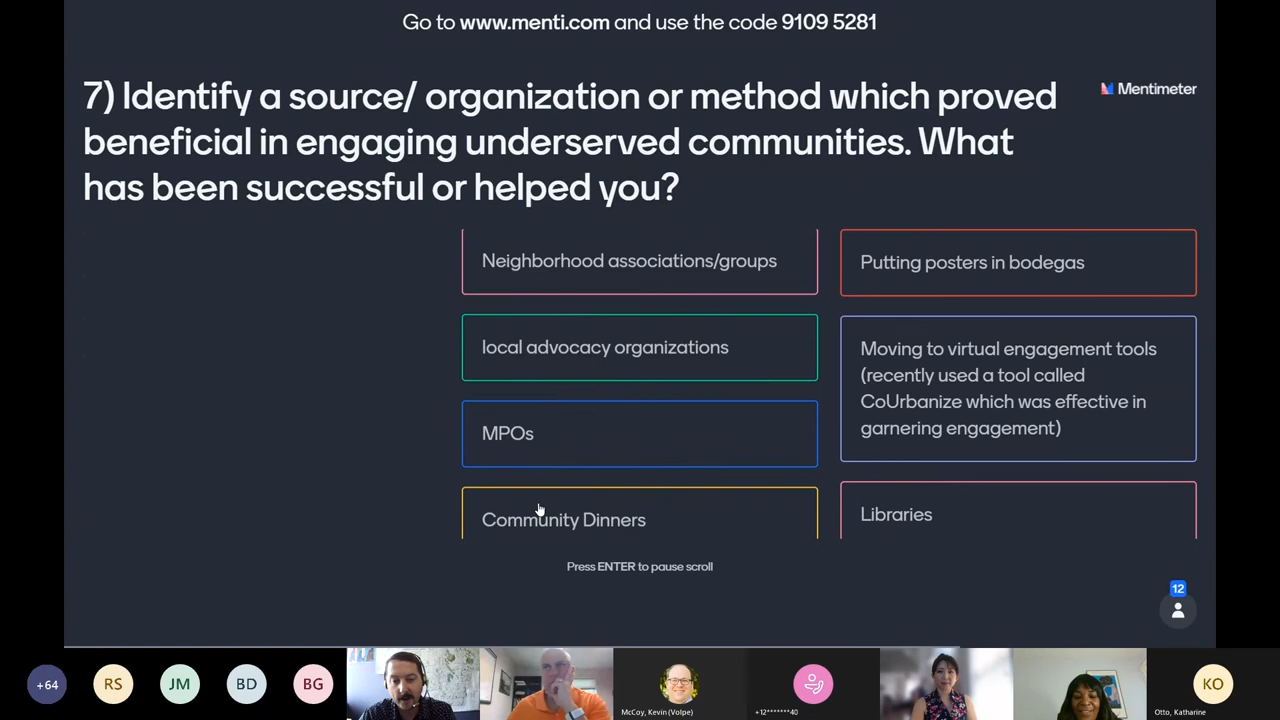 Go to www.menti.com and use the code 9109 5281
7) Identify a source/ organization or method which proved
beneficial in engaging underserved communities. What
has been successful or helped you?
Mentimeter
Neighborhood associations/groups
local advocacy organizations
MPOs
Community Dinners
Putting posters in bodegas
Moving to virtual engagement tools
(recently used a tool called
CoUrbanize which was effective in
garnering engagement)
Libraries
Press ENTER to pause scroll
12
+64
RS
JM
BD
BG
McCoy, Kevin (Volpe)
+12*******40
KO
Otto, Katharine